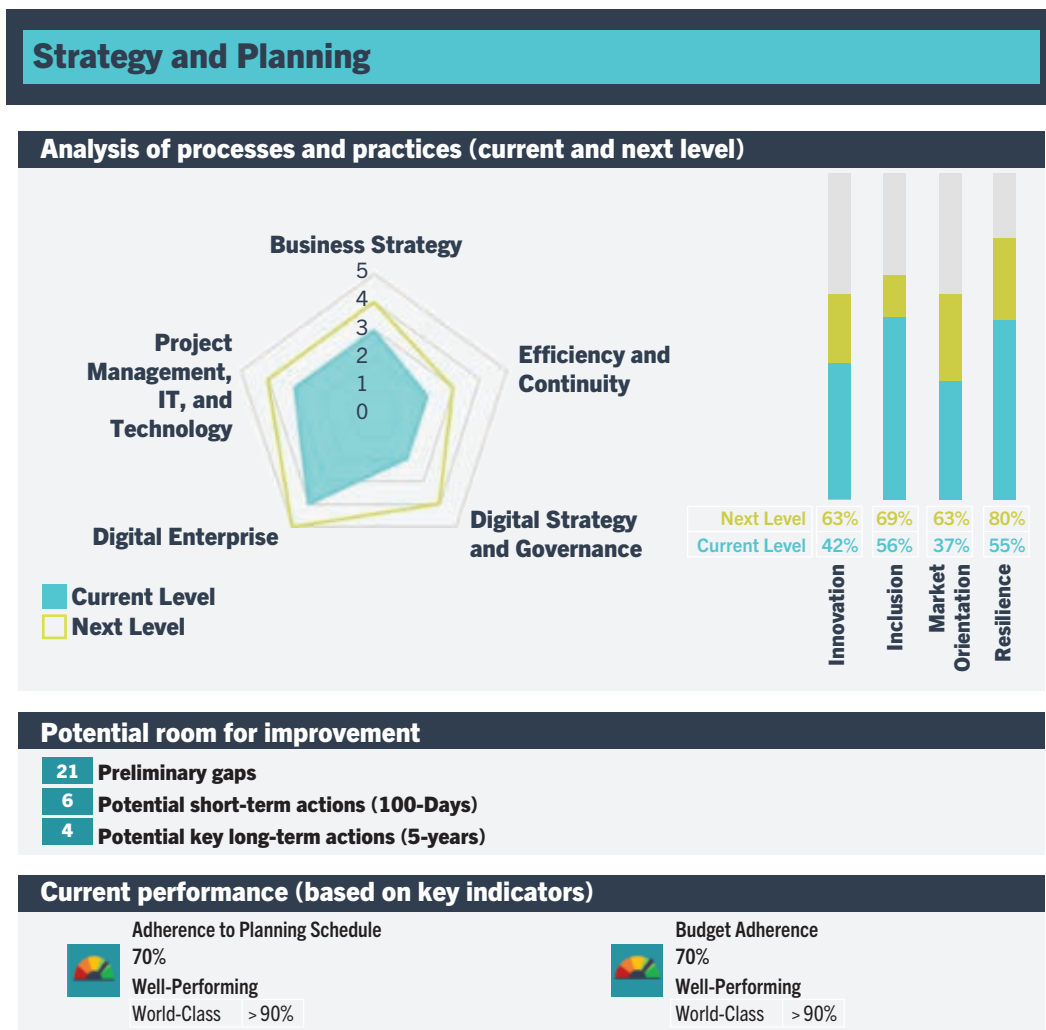 Strategy and Planning
Analysis of processes and practices (current and next level)
Business Strategy
5
4
3
2
1
0
Efficiency and
Continuity
Digital Strategy
and Governance
Digital Enterprise
Project
Management,
IT, and
Technology
Current Level
Next Level
Next Level 63% 69% 63% 80%
Current Level 42% 56% 37% 55%
Innovation
Inclusion
Market
Orientation
Resilience
Potential room for improvement
21 Preliminary gaps
6 Potential short-term actions (100-Days)
4 Potential key long-term actions (5-years)
Current performance (based on key indicators)
Adherence to Planning Schedule
70%
Well-Performing
World-Class >90%
Budget Adherence
70%
Well-Performing
World-Class >90%